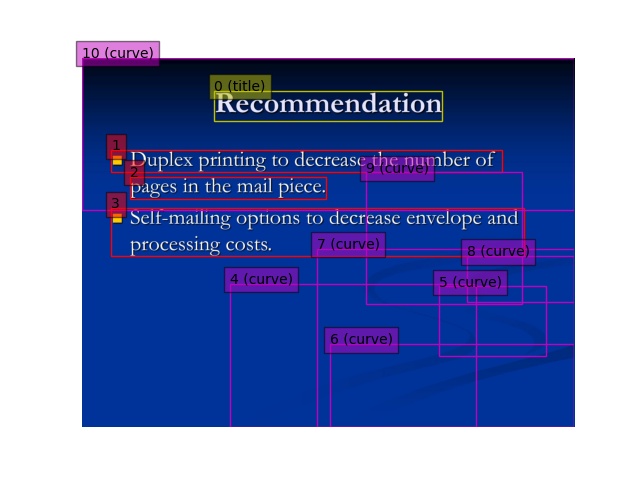 10 (curve)
0 (title)
Recommendation
1
Duplex printing to decrease the number of
2
9 (curve)
pages in the mail piece.
3
Self-mailing options to decrease envelope and
7 (curve)
8 (curve)
processing costs.
4 (curve)
5 (curve)
6 (curve)